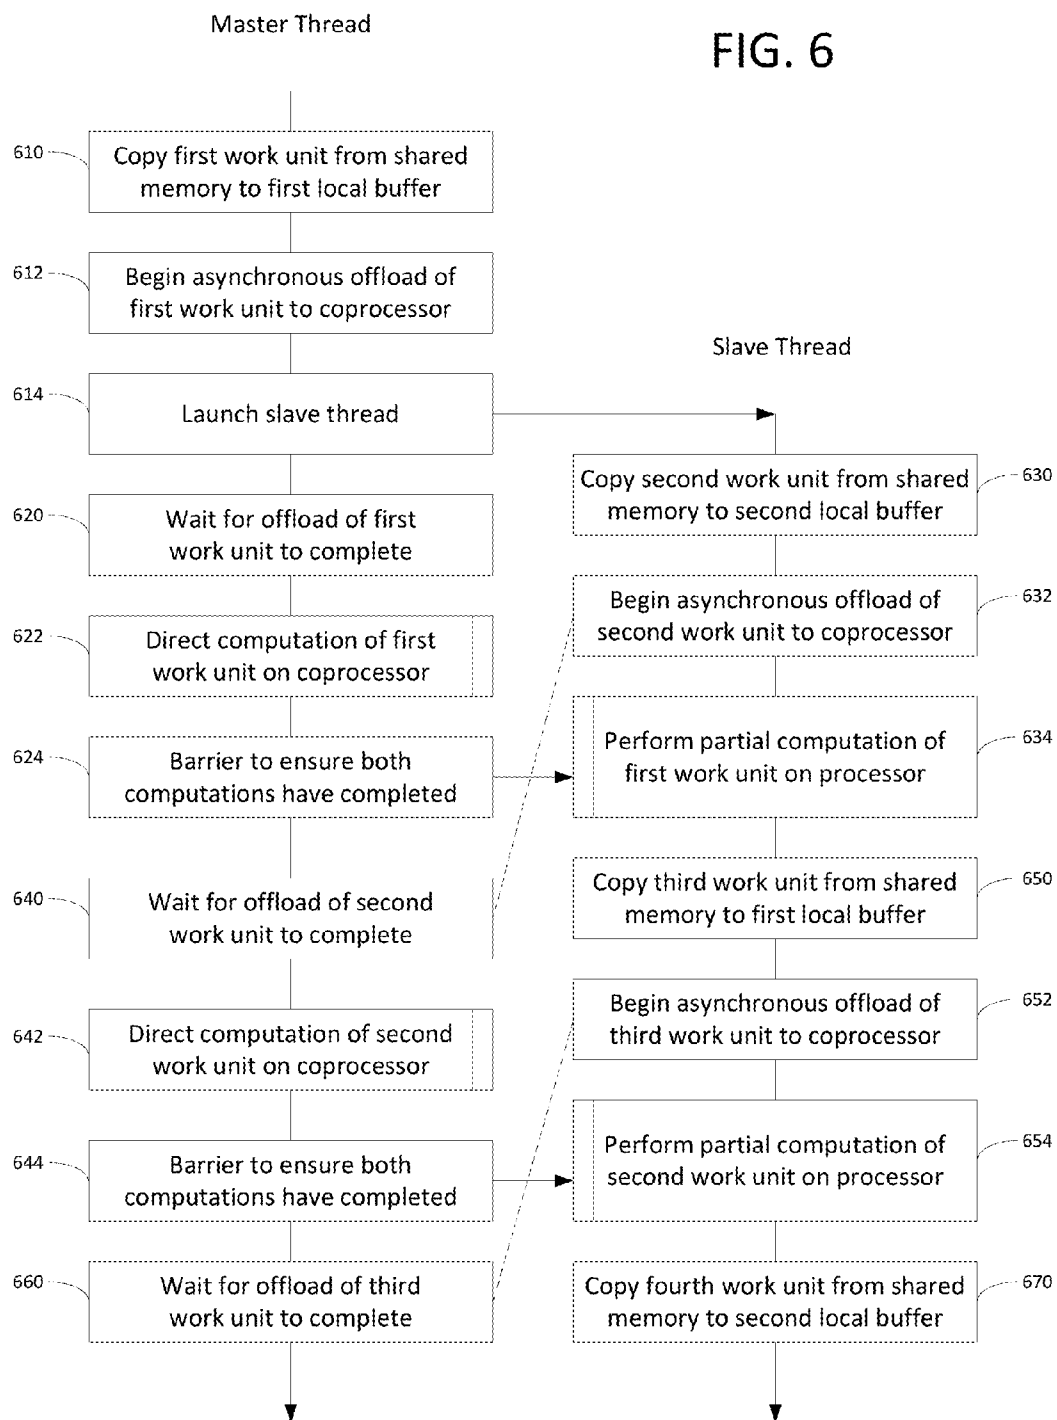 Master Thread
FIG. 6
610
Copy first work unit from shared
memory to first local buffer
612
Begin asynchronous offload of
first work unit to coprocessor
Slave Thread
614
Launch slave thread
Copy second work unit from shared
memory to second local buffer
630
620
Wait for offload of first
work unit to complete
Begin asynchronous offload of
second work unit to coprocessor
632
622
Direct computation of first
work unit on coprocessor
Perform partial computation of
first work unit on processor
634
624
Barrier to ensure both
computations have completed
Copy third work unit from shared
memory to first local buffer
650
640
Wait for offload of second
work unit to complete
Begin asynchronous offload of
third work unit to coprocessor
652
642
Direct computation of second
work unit on coprocessor
Perform partial computation of
second work unit on processor
654
644
Barrier to ensure both
computations have completed
660
Wait for offload of third
work unit to complete
Copy fourth work unit from shared
memory to second local buffer
670